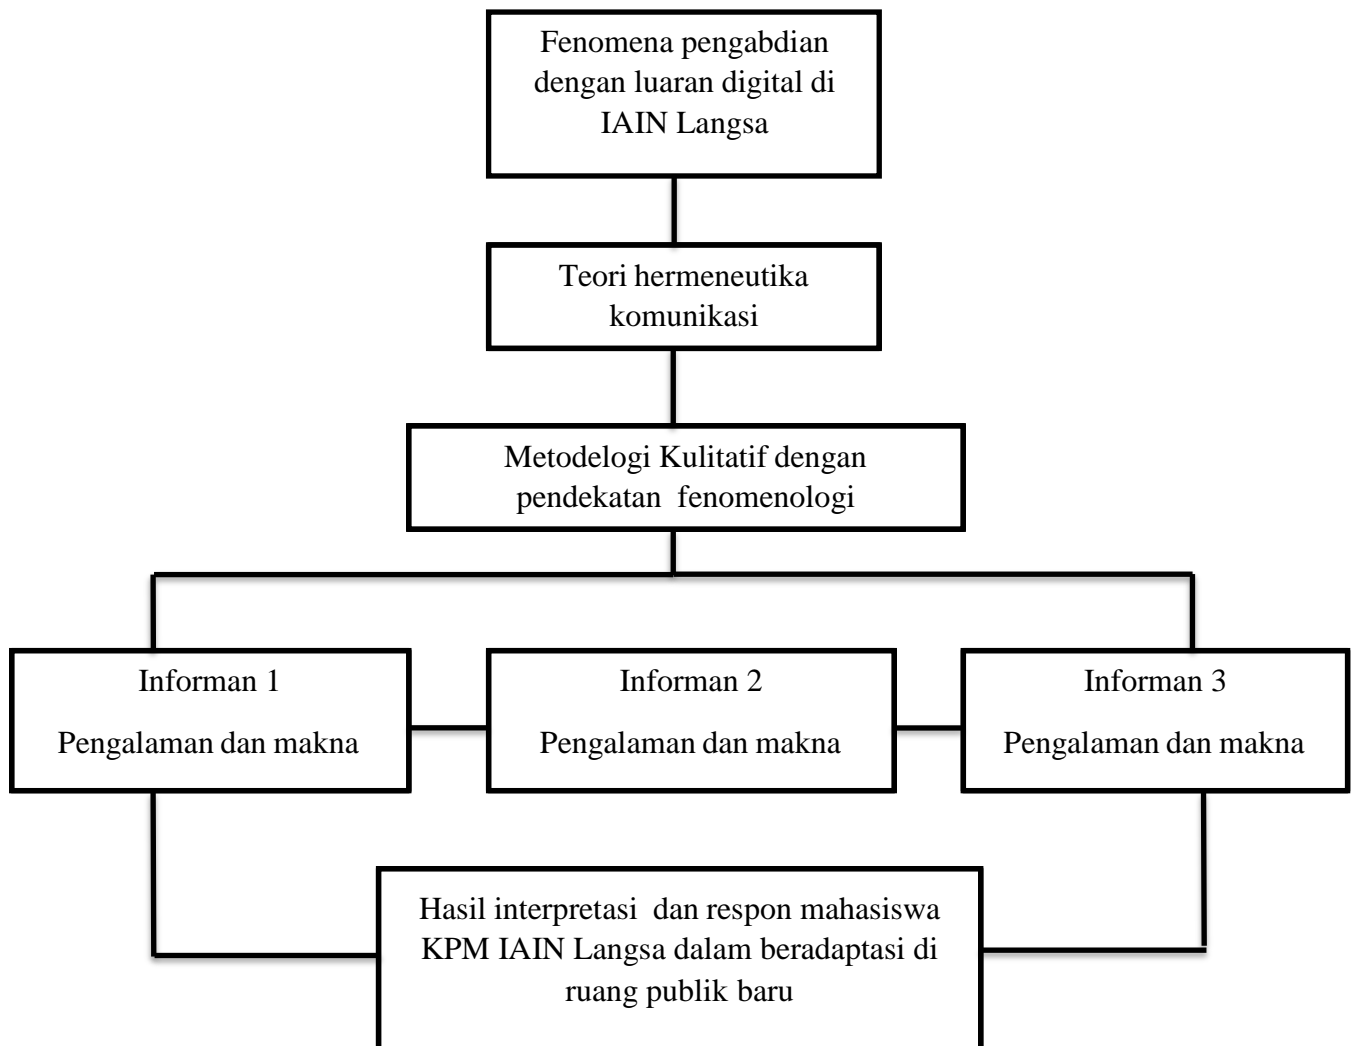 Fenomena pengabdian
dengan luaran digital di
IAIN Langsa
Teori hermeneutika
komunikasi
Metodelogi Kulitatif dengan
pendekatan fenomenologi
Informan 1
Pengalaman dan makna
Informan 2
Pengalaman dan makna
Informan 3
Pengalaman dan makna
Hasil interpretasi dan respon mahasiswa
KPM IAIN Langsa dalam beradaptasi di
ruang publik baru